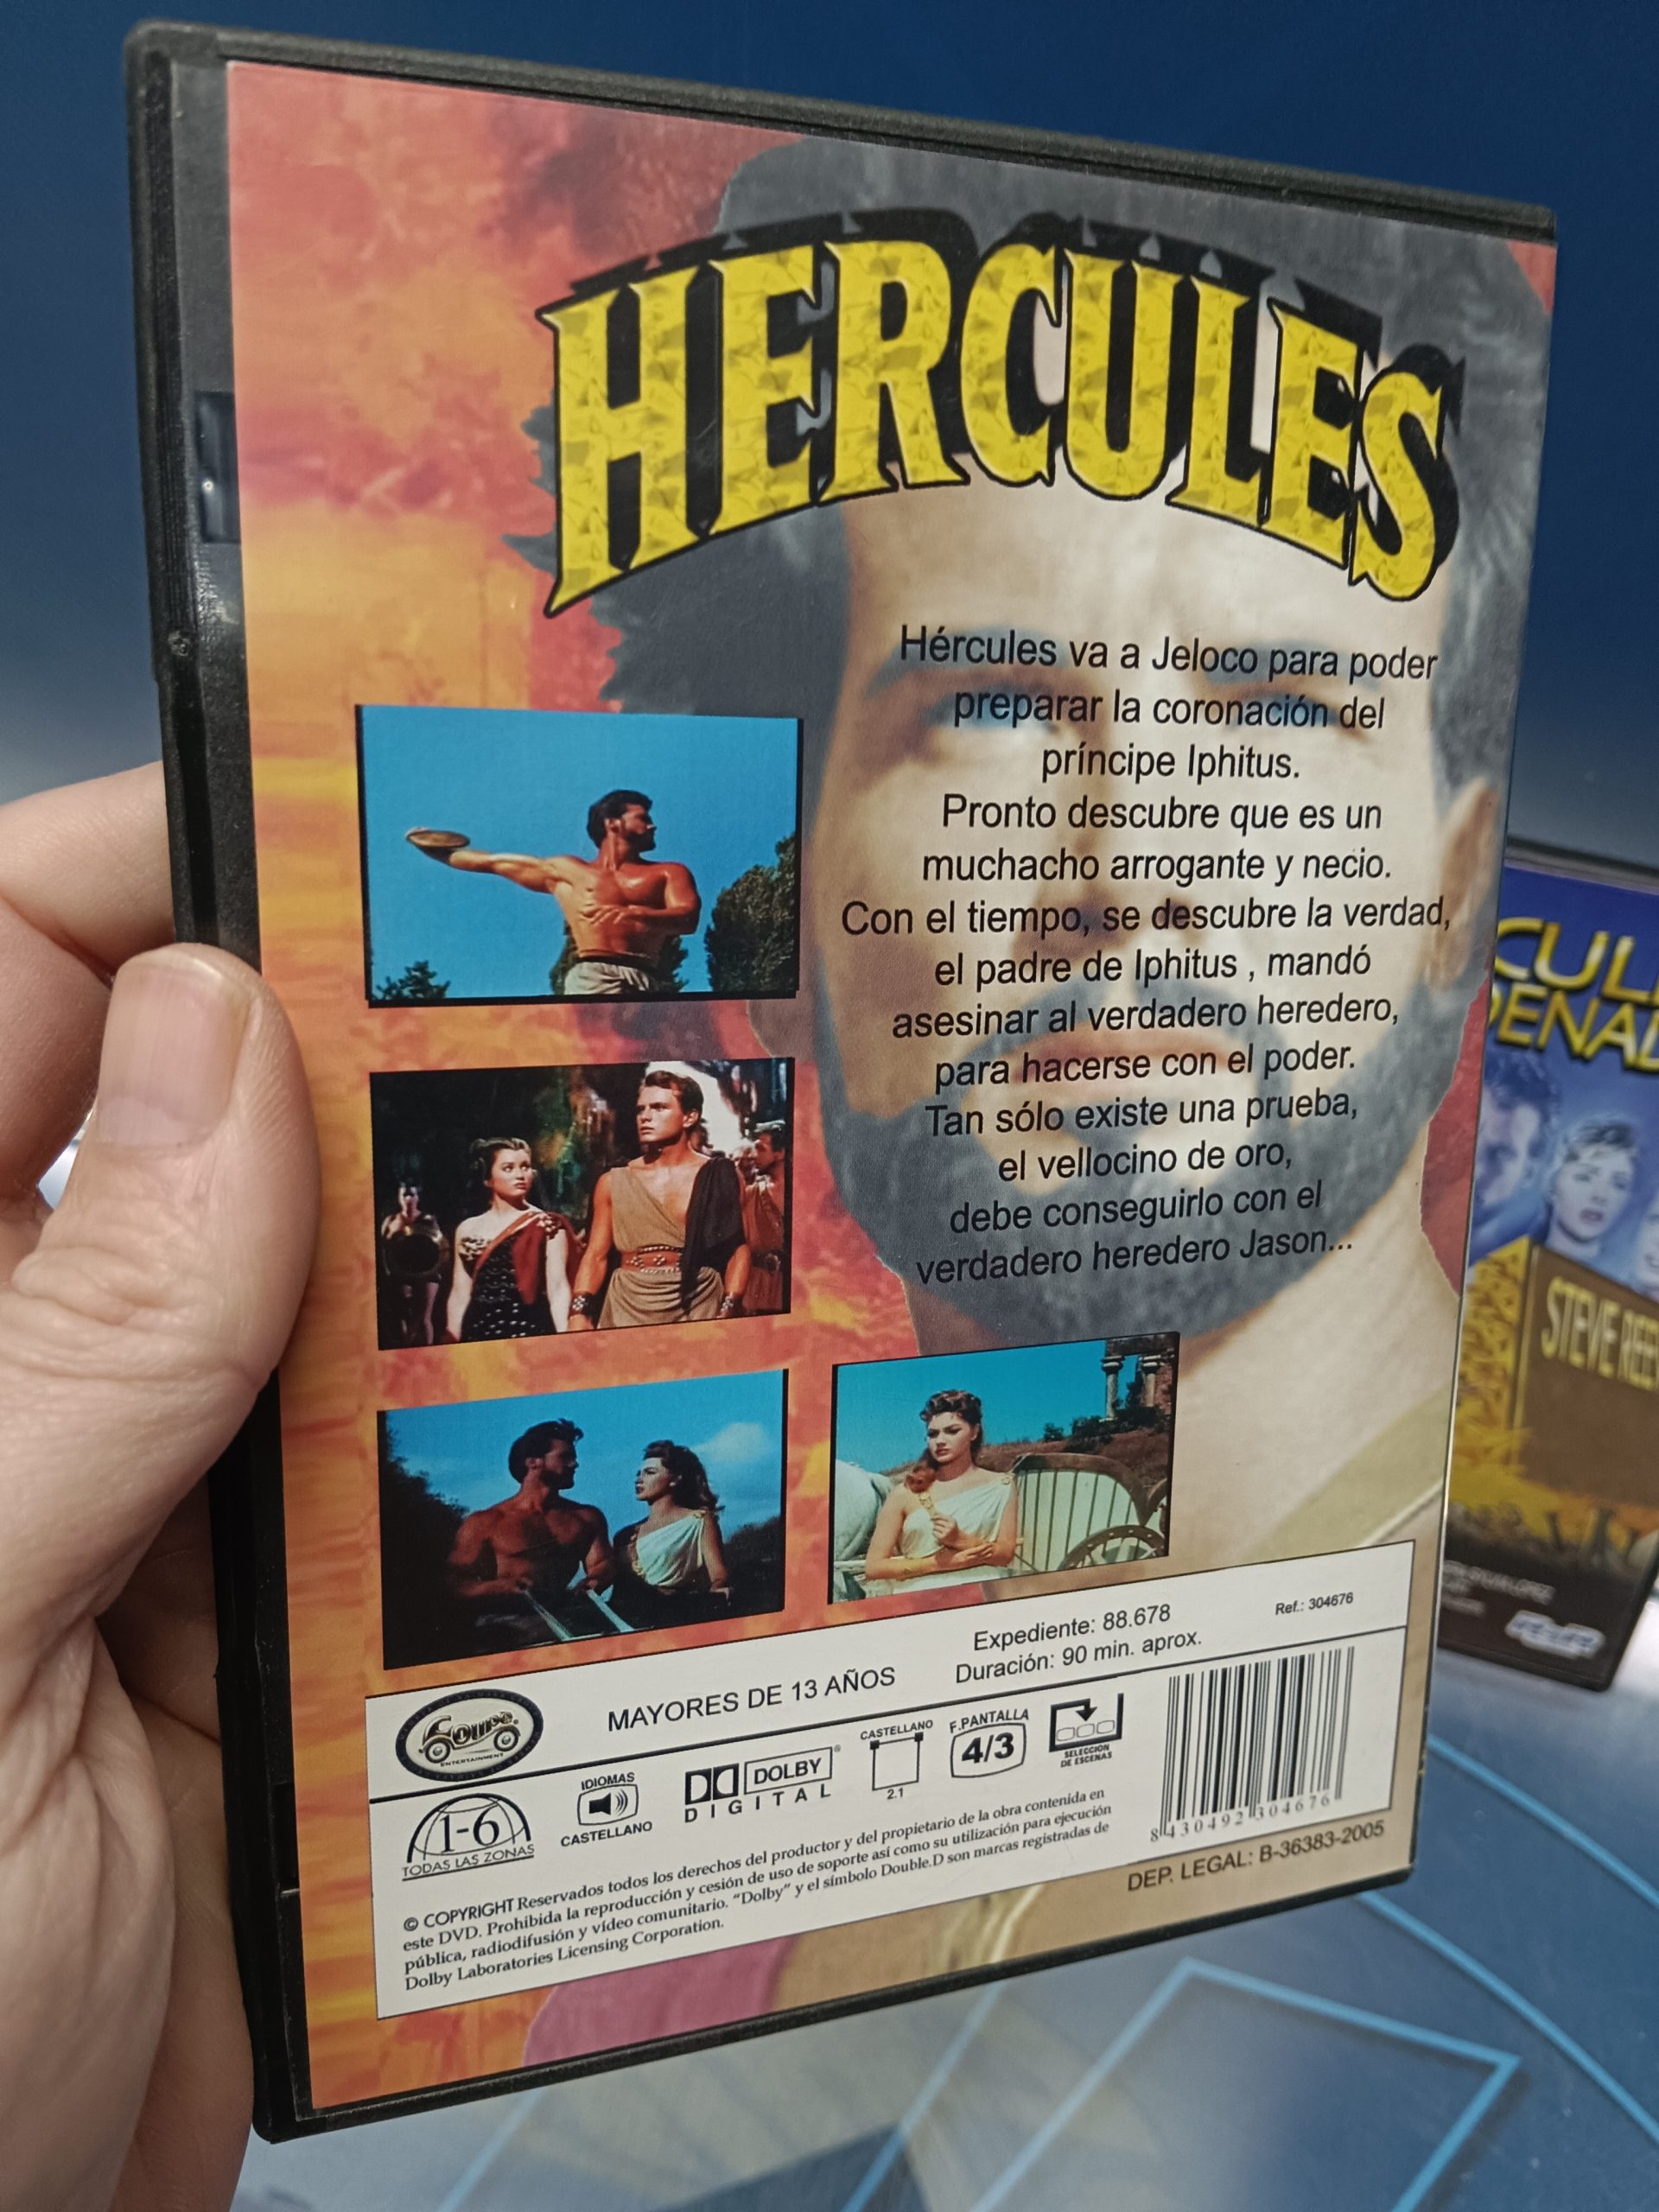 HERCULES
Hércules va a Jeloco para poder
preparar la coronación del
príncipe Iphitus.
Pronto descubre que es un
muchacho arrogante y necio.
Con el tiempo, se descubre la verdad,
el padre de Iphitus , mandó
asesinar al verdadero heredero,
para hacerse con el poder.
Tan sólo existe una prueba,
el vellocino de oro,
debe conseguirlo con el
verdadero heredero Jason...
Expediente: 88.678
Ref.: 304676
MAYORES DE 13 AÑOS
Duración: 90 min. aprox.
Coupe
ENTERTAINMENT
1-6
TODAS LAS ZONAS
IDIOMAS
CASTELLANO
DOLBY
DIGITAL
CASTELLANO
2.1
F.PANTALLA
4/3
SELECCION
DE ESCENAS
8 430492 304676
© COPYRIGHT Reservados todos los derechos del productor y del propietario de la obra contenida en
este DVD. Prohibida la reproducción y cesión de uso de soporte así como su utilización para ejecución
pública, radiodifusión y vídeo comunitario. "Dolby" y el símbolo Double.D son marcas registradas de
Dolby Laboratories Licensing Corporation.
DEP. LEGAL: B-36383-2005
CUL
DENAD
STEVE REE